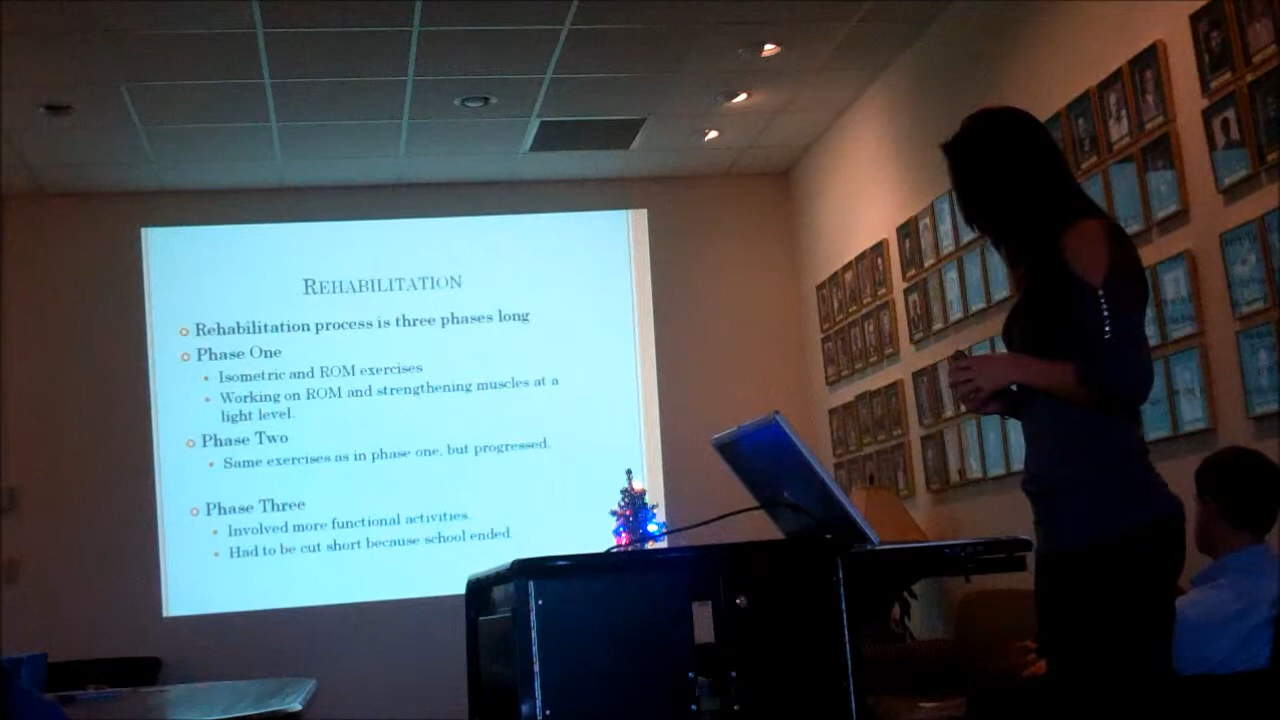 REHABILITATION
Rehabilitation process is three phases long
Phase One
Isometric and ROM exercises
Working on ROM and strengthening muscles at a
light level.
Phase Two
Same exercises as in phase one, but progressed.
Phase Three
Involved more functional activities.
Had to be cut short because school ended.